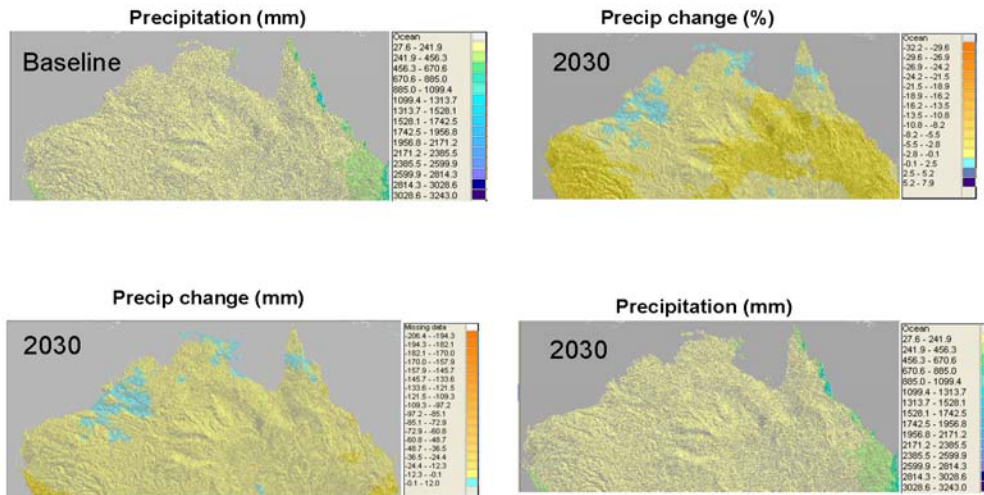 Precipitation (mm)
Baseline
Ocean
27.6 - 241.9
241.9 - 456.3
456.3 - 670.6
670.6 - 885.0
885.0 - 1099.4
1099.4 - 1313.7
1313.7 - 1528.1
1528.1 - 1742.5
1742.5 - 1956.8
1956.8 - 2171.2
2171.2 - 2385.5
2385.5 - 2599.9
2599.9 - 2814.3
2814.3 - 3028.6
3028.6 - 3243.0
Precip change (%)
2030
Ocean
-32.2 - -29.6
-29.6 - -26.9
-26.9 - -24.2
-24.2 - -21.5
-21.5 - -18.9
-18.9 - -16.2
-16.2 - -13.5
-13.5 - -10.8
-10.8 - -8.2
-8.2 - -5.5
-5.5 - -2.8
-2.8 - -0.1
-0.1 - 2.5
2.5 - 5.2
5.2 - 7.9
Precip change (mm)
2030
Missing data
-206.4 - -194.3
-194.3 - -182.1
-182.1 - -170.0
-170.0 - -157.9
-157.9 - -145.7
-145.7 - -133.6
-133.6 - -121.5
-121.5 - -109.3
-109.3 - -97.2
-97.2 - -85.1
-85.1 - -72.9
-72.9 - -60.8
-60.8 - -48.7
-48.7 - -36.5
-36.5 - -24.4
-24.4 - -12.3
-12.3 - -0.1
-0.1 - 12.0
Precipitation (mm)
2030
Ocean
27.6 - 241.9
241.9 - 456.3
456.3 - 670.6
670.6 - 885.0
885.0 - 1099.4
1099.4 - 1313.7
1313.7 - 1528.1
1528.1 - 1742.5
1742.5 - 1956.8
1956.8 - 2171.2
2171.2 - 2385.5
2385.5 - 2599.9
2599.9 - 2814.3
2814.3 - 3028.6
3028.6 - 3243.0